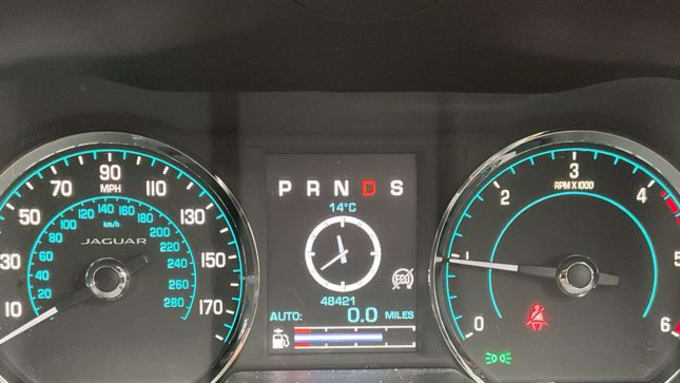 10 30 50 70 90 110 130 150 170
MPH
20 40 60 80 100 120 140 160 180 200 220 240 260 280
km/h
JAGUAR
P R N D S
14°C
ECO
48421
AUTO: 0.0 MILES
0 1 2 3 4 5 6
RPM X 1000